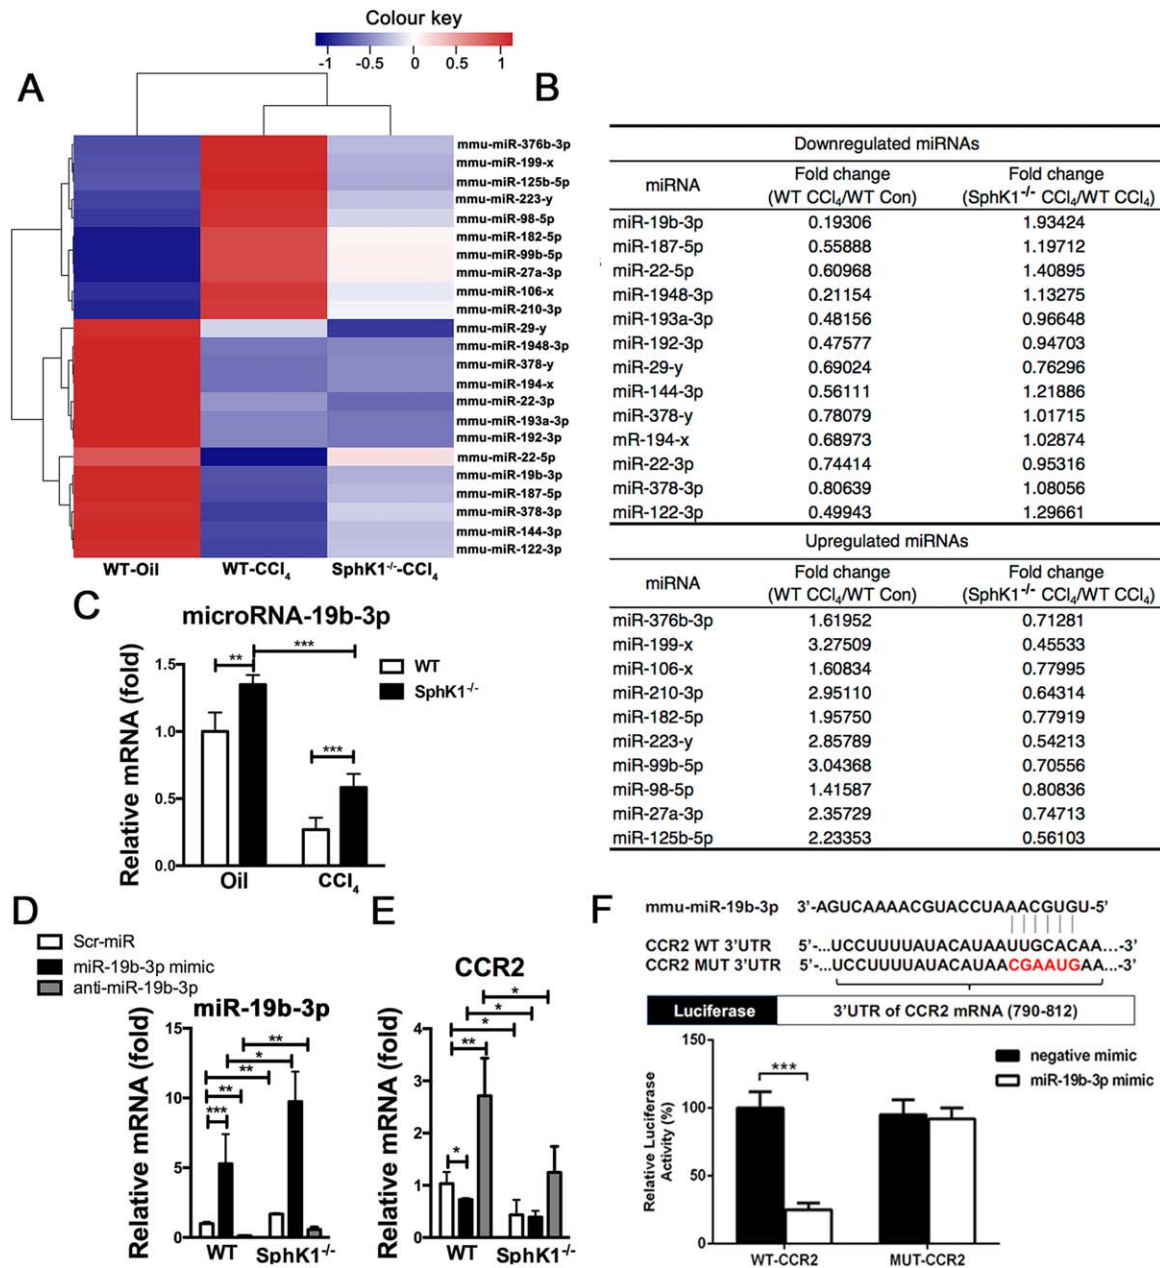 Colour key
-1 -0.5 0 0.5 1
A
mmu-miR-376b-3p
mmu-miR-199-x
mmu-miR-125b-5p
mmu-miR-223-y
mmu-miR-98-5p
mmu-miR-182-5p
mmu-miR-99b-5p
mmu-miR-27a-3p
mmu-miR-106-x
mmu-miR-210-3p
mmu-miR-29-y
mmu-miR-1948-3p
mmu-miR-378-y
mmu-miR-194-x
mmu-miR-22-3p
mmu-miR-193a-3p
mmu-miR-192-3p
mmu-miR-22-5p
mmu-miR-19b-3p
mmu-miR-187-5p
mmu-miR-378-3p
mmu-miR-144-3p
mmu-miR-122-3p
WT-Oil WT-CCl₄ SphK1⁻/⁻-CCl₄
B
Downregulated miRNAs
miRNA Fold change Fold change
(WT CCl₄/WT Con) (SphK1⁻/⁻ CCl₄/WT CCl₄)
miR-19b-3p 0.19306 1.93424
miR-187-5p 0.55888 1.19712
miR-22-5p 0.60968 1.40895
miR-1948-3p 0.21154 1.13275
miR-193a-3p 0.48156 0.96648
miR-192-3p 0.47577 0.94703
miR-29-y 0.69024 0.76296
miR-144-3p 0.56111 1.21886
miR-378-y 0.78079 1.01715
mR-194-x 0.68973 1.02874
miR-22-3p 0.74414 0.95316
miR-378-3p 0.80639 1.08056
miR-122-3p 0.49943 1.29661
Upregulated miRNAs
miRNA Fold change Fold change
(WT CCl₄/WT Con) (SphK1⁻/⁻ CCl₄/WT CCl₄)
miR-376b-3p 1.61952 0.71281
miR-199-x 3.27509 0.45533
miR-106-x 1.60834 0.77995
miR-210-3p 2.95110 0.64314
miR-182-5p 1.95750 0.77919
miR-223-y 2.85789 0.54213
miR-99b-5p 3.04368 0.70556
miR-98-5p 1.41587 0.80836
miR-27a-3p 2.35729 0.74713
miR-125b-5p 2.23353 0.56103
C
microRNA-19b-3p
Relative mRNA (fold)
1.5
1.0
0.5
0.0
** ***
***
WT
SphK1⁻/⁻
Oil CCl₄
D
Scr-miR
miR-19b-3p mimic
anti-miR-19b-3p
miR-19b-3p
Relative mRNA (fold)
15
10
5
0
**
*
**
**
***
WT SphK1⁻/⁻
E
CCR2
Relative mRNA (fold)
4
3
2
1
0
*
*
*
**
*
WT SphK1⁻/⁻
F
mmu-miR-19b-3p 3'-AGUCAAAACGUACCUAAACGUGU-5'
CCR2 WT 3'UTR 5'-...UCCUUUUAUACAUAAUUGCACAA...-3'
CCR2 MUT 3'UTR 5'-...UCCUUUUAUACAUAACGAAUGAA...-3'
Luciferase 3'UTR of CCR2 mRNA (790-812)
Relative Luciferase
Activity (%)
150
100
50
0
***
negative mimic
miR-19b-3p mimic
WT-CCR2 MUT-CCR2